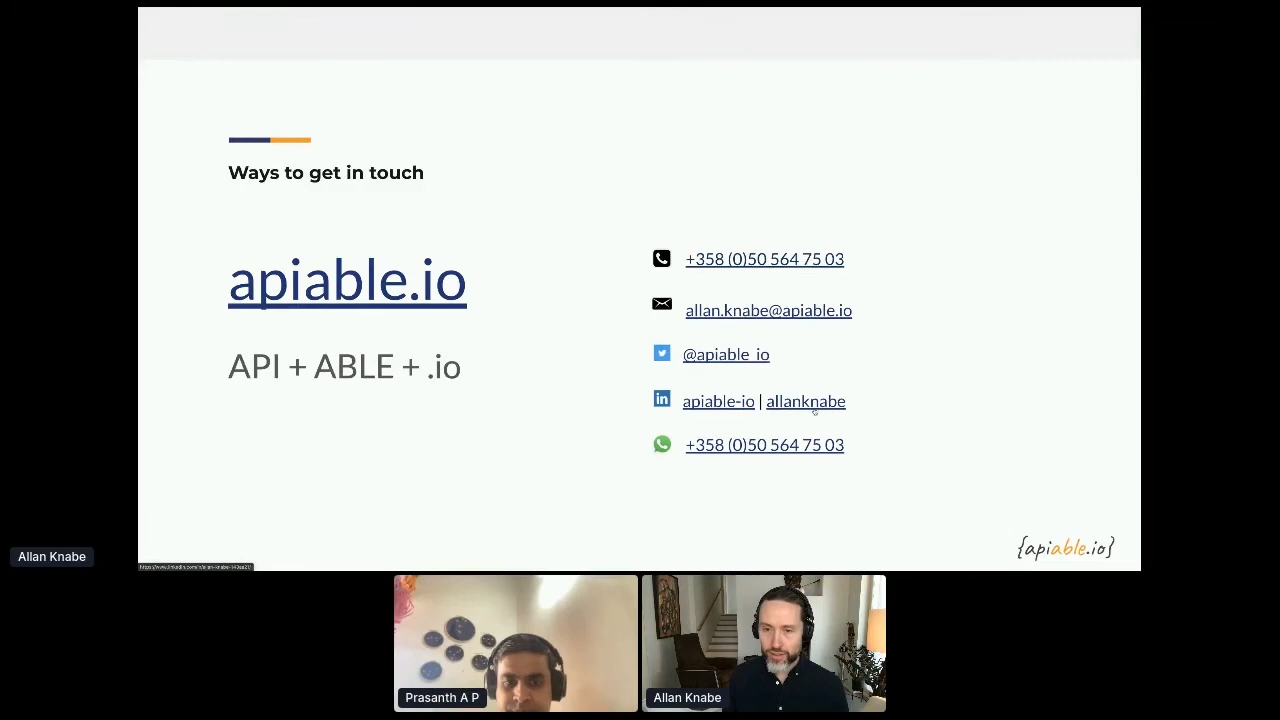 Ways to get in touch
apiable.io
API + ABLE + .io
+358 (0)50 564 75 03
allan.knabe@apiable.io
@apiable_io
apiable-io | allanknabe
+358 (0)50 564 75 03
{apiable.io}
Allan Knabe
Prasanth A P
Allan Knabe